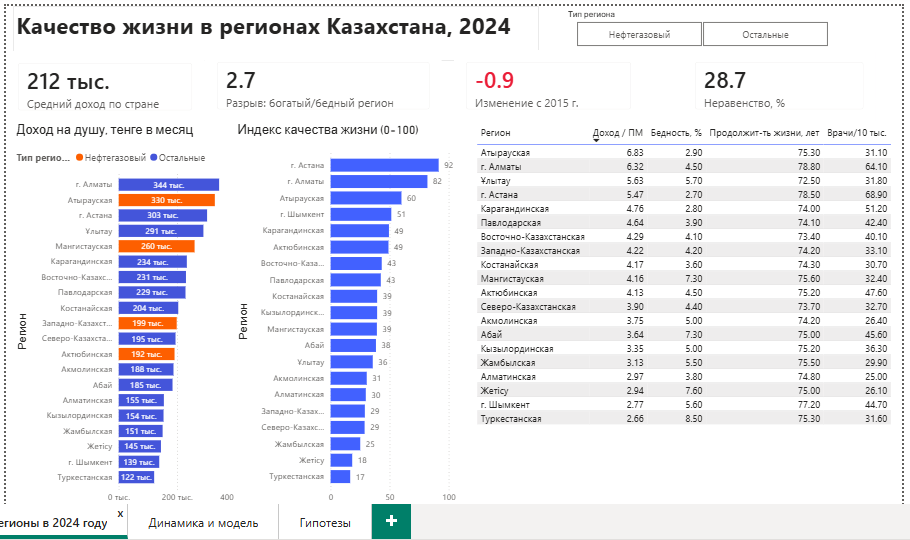 Качество жизни в регионах Казахстана, 2024
Тип региона
Нефтегазовый
Остальные
212 тыс.
Средний доход по стране
2.7
Разрыв: богатый/бедный регион
-0.9
Изменение с 2015 г.
28.7
Неравенство, %
Доход на душу, тенге в месяц
Тип регио... Нефтегазовый Остальные
Регион
г. Алматы 344 тыс.
Атырауская 330 тыс.
г. Астана 303 тыс.
Ұлытау 291 тыс.
Мангистауская 260 тыс.
Карагандинская 234 тыс.
Восточно-Казахс... 231 тыс.
Павлодарская 229 тыс.
Костанайская 204 тыс.
Западно-Казахст... 199 тыс.
Северо-Казахста... 195 тыс.
Актюбинская 192 тыс.
Акмолинская 188 тыс.
Абай 185 тыс.
Алматинская 155 тыс.
Кызылординская 154 тыс.
Жамбылская 151 тыс.
Жетісу 145 тыс.
г. Шымкент 139 тыс.
Туркестанская 122 тыс.
0 тыс. 200 тыс. 400
Индекс качества жизни (0-100)
Регион
г. Астана 92
г. Алматы 82
Атырауская 60
г. Шымкент 51
Карагандинская 49
Актюбинская 49
Восточно-Каза... 43
Павлодарская 43
Костанайская 39
Кызылординск... 39
Мангистауская 39
Абай 38
Ұлытау 36
Акмолинская 31
Алматинская 30
Западно-Казах... 29
Северо-Казахс... 29
Жамбылская 25
Жетісу 18
Туркестанская 17
0 50 100
Регион Доход / ПМ Бедность, % Продолжит-ть жизни, лет Врачи/10 тыс.
Атырауская 6.83 2.90 75.30 31.10
г. Алматы 6.32 4.50 78.80 64.10
Ұлытау 5.63 5.70 72.50 31.80
г. Астана 5.47 2.70 78.50 68.90
Карагандинская 4.76 2.80 74.00 51.20
Павлодарская 4.64 3.90 74.10 42.40
Восточно-Казахстанская 4.29 4.10 73.40 40.10
Западно-Казахстанская 4.22 4.20 74.20 33.10
Костанайская 4.17 3.60 74.30 30.70
Мангистауская 4.16 7.30 75.60 32.40
Актюбинская 4.13 4.50 75.20 47.60
Северо-Казахстанская 3.90 4.40 73.70 32.70
Акмолинская 3.75 5.00 74.20 26.40
Абай 3.64 7.30 75.00 45.60
Кызылординская 3.35 5.00 75.20 36.30
Жамбылская 3.13 5.50 75.50 29.90
Алматинская 2.97 3.80 74.80 25.00
Жетісу 2.94 7.60 75.00 26.10
г. Шымкент 2.77 5.60 77.20 44.70
Туркестанская 2.66 8.50 75.30 31.60
егионы в 2024 году x
Динамика и модель
Гипотезы
+